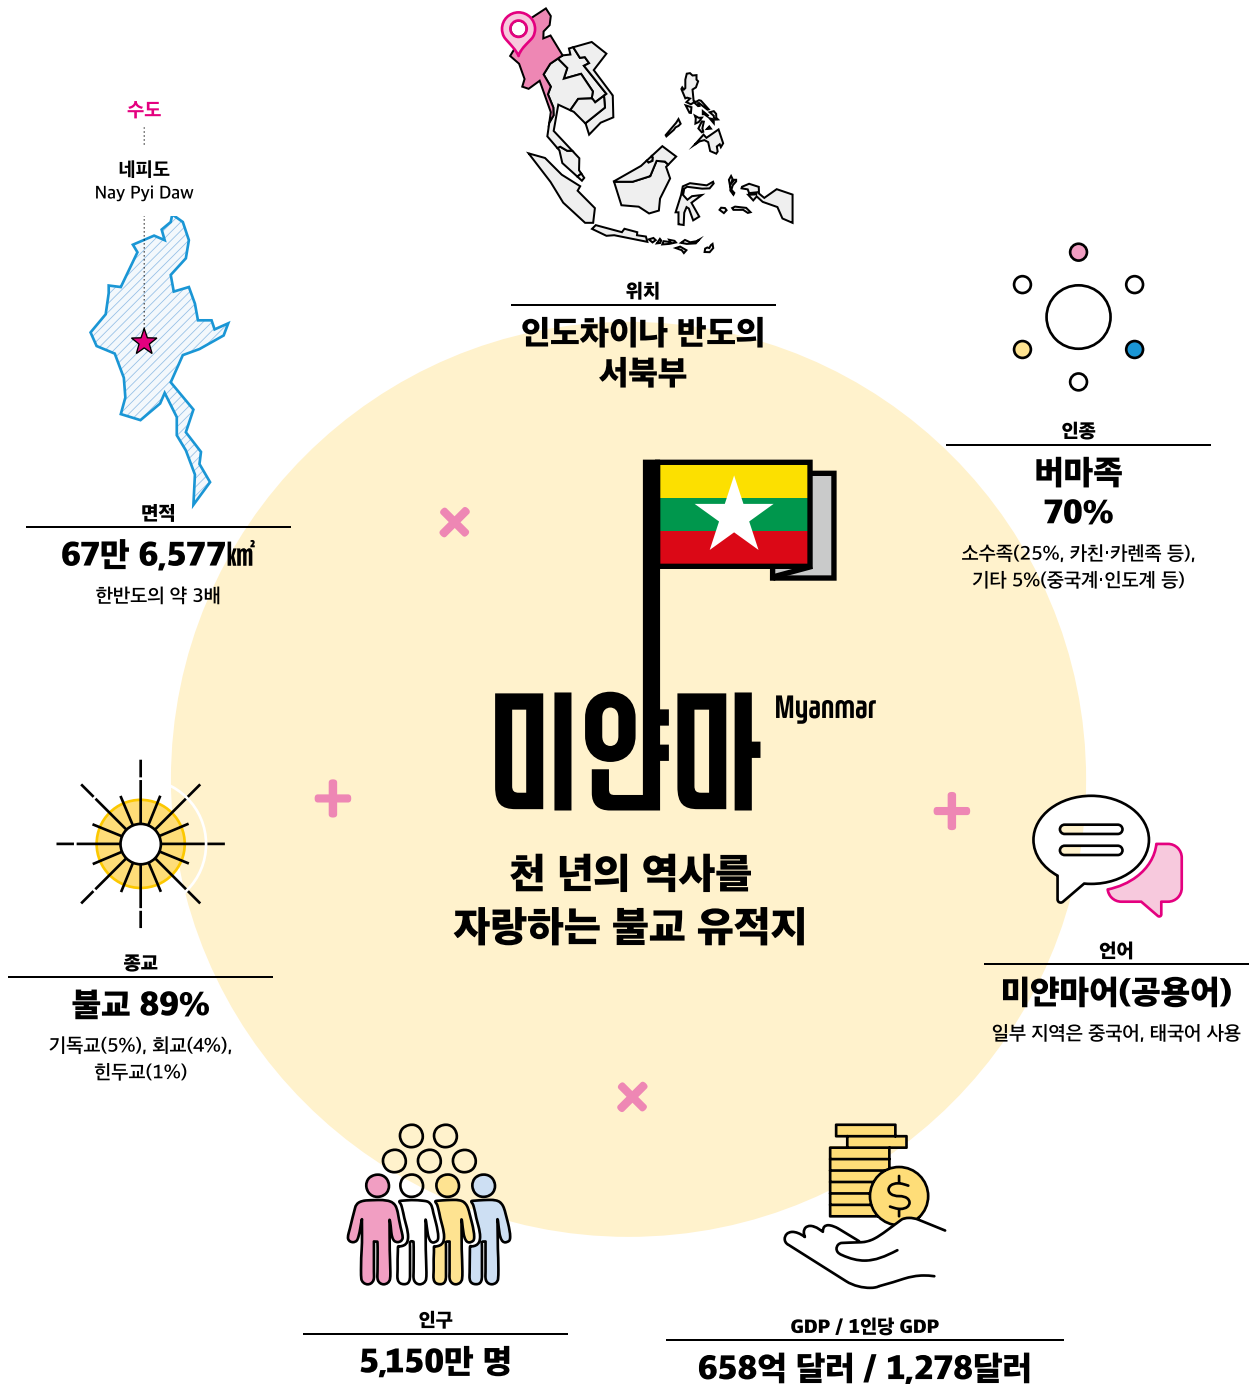 수도
네피도
Nay Pyi Daw
면적
67만 6,577㎢
한반도의 약 3배
위치
인도차이나 반도의
서북부
인종
버마족
70%
소수족(25%, 카친·카렌족 등),
기타 5%(중국계·인도계 등)
미얀마 Myanmar
천 년의 역사를
자랑하는 불교 유적지
종교
불교 89%
기독교(5%), 회교(4%),
힌두교(1%)
언어
미얀마어(공용어)
일부 지역은 중국어, 태국어 사용
인구
5,150만 명
GDP / 1인당 GDP
658억 달러 / 1,278달러